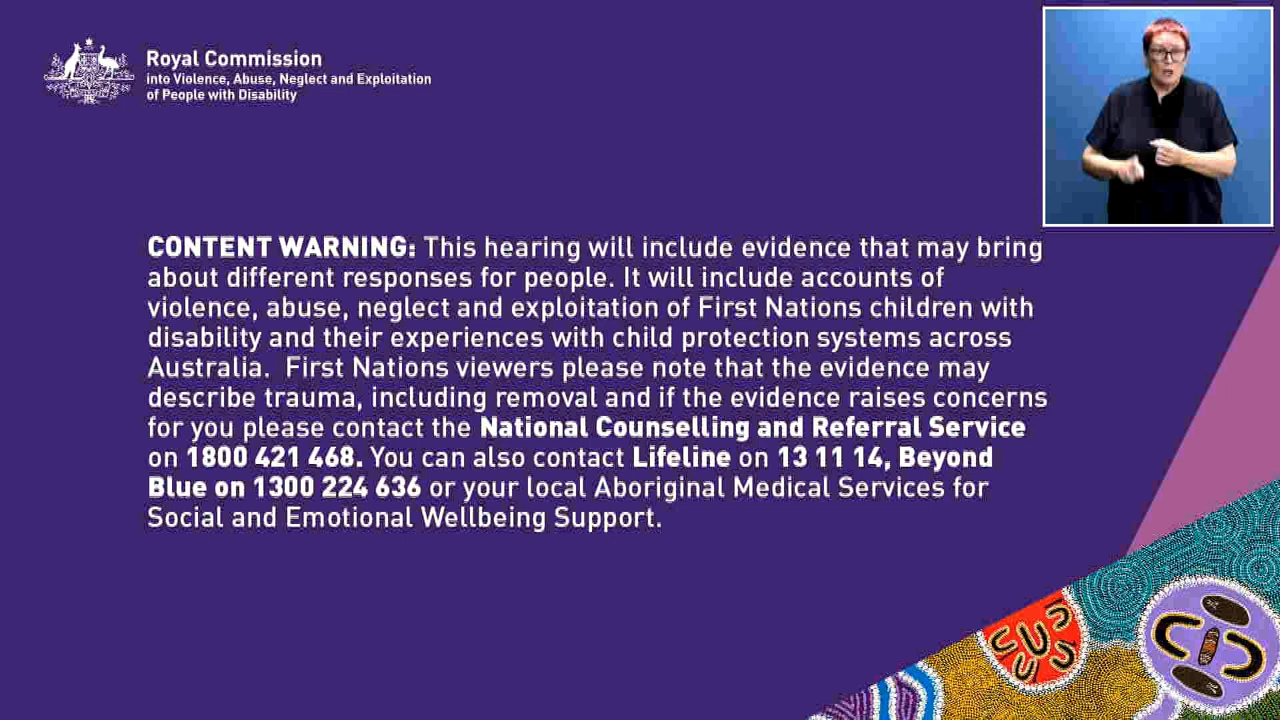 Royal Commission
into Violence, Abuse, Neglect and Exploitation
of People with Disability
CONTENT WARNING: This hearing will include evidence that may bring
about different responses for people. It will include accounts of
violence, abuse, neglect and exploitation of First Nations children with
disability and their experiences with child protection systems across
Australia.  First Nations viewers please note that the evidence may
describe trauma, including removal and if the evidence raises concerns
for you please contact the National Counselling and Referral Service
on 1800 421 468. You can also contact Lifeline on 13 11 14, Beyond
Blue on 1300 224 636 or your local Aboriginal Medical Services for
Social and Emotional Wellbeing Support.